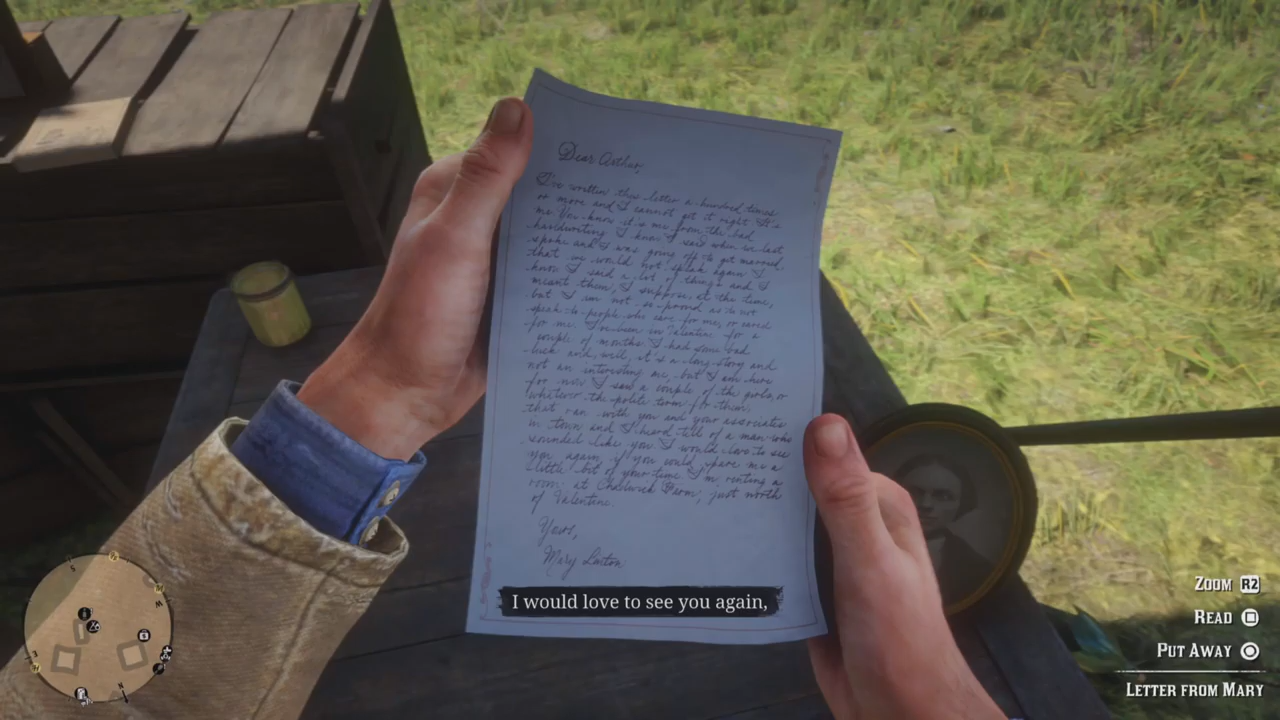 Dear Arthur,
I've written this letter a hundred times
or more and I cannot get it right. It's
me. You know it is me from the bad
handwriting. I know I said when we last
spoke and I was going off to get married
that we would not speak again. I
know I said a lot of things and I
meant them, I suppose, at the time,
but I am not so proud as to not
speak to people who care for me, or cared
for me. I've been in Valentine for a
couple of months. I had some bad
luck and, well, it's a long story and
not an interesting one, but I am here
for now. I saw a couple of the girls, or
whatever the polite term for them,
that ran with you and your associates
in town and I heard tell of a man who
sounded like you. I would love to see
you again, if you could spare me a
little bit of your time. I'm renting a
room at Chadwick Farm, just north
of Valentine.
Yours,
Mary Linton
I would love to see you again,
ZOOM R2
READ
PUT AWAY
LETTER FROM MARY